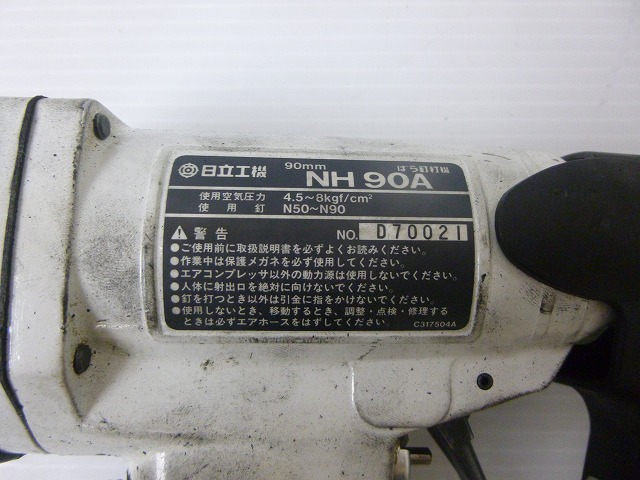 日立工機 90mm ばら釘打機
NH 90A
使用空気圧力 4.5~8kgf/cm²
使用釘 N50~N90
警告 NO. D70021
●ご使用前に取扱説明書を必ずよくお読みください。
●作業中は保護メガネを必ず使用してください。
●エアコンプレッサ以外の動力源は使用しないでください。
●人体に射出口を絶対に向けないでください。
●釘を打つとき以外は引金に指をかけないでください。
●使用しないとき、移動するとき、調整・点検・修理する
ときは必ずエアホースをはずしてください。
C317504A